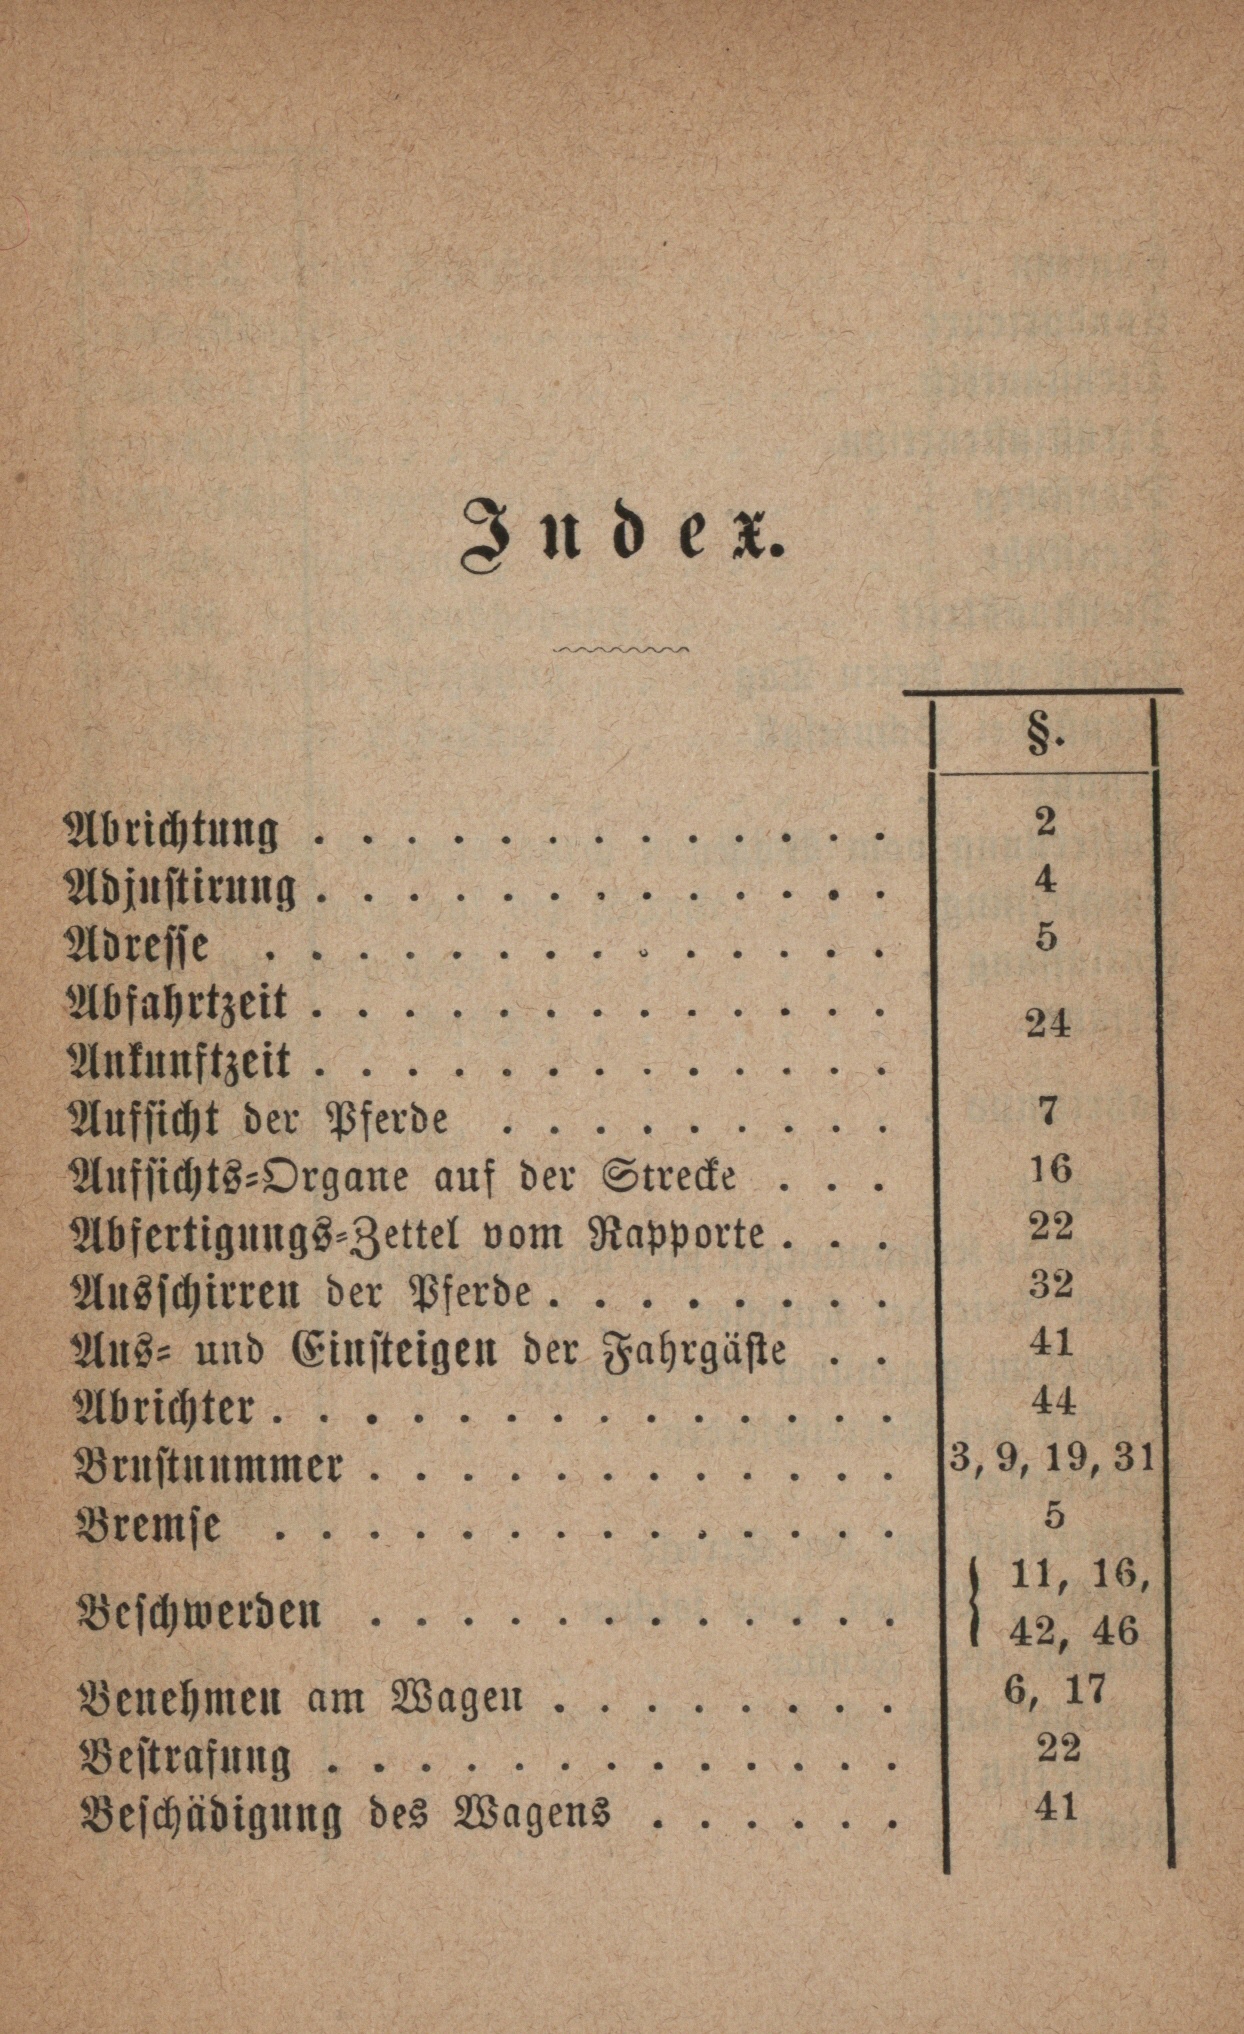 Index.
§.
Abrichtung . . . . . . . . . . . . . 2
Adjustirung . . . . . . . . . . . . . 4
Adresse . . . . . . . . . . . . . . 5
Abfahrtzeit . . . . . . . . . . . . .
24
Ankunftzeit . . . . . . . . . . . . .
Aufsicht der Pferde . . . . . . . . . 7
Aufsichts-Organe auf der Strecke . . . 16
Abfertigungs-Zettel vom Rapporte . . . 22
Ausschirren der Pferde . . . . . . . . 32
Aus- und Einsteigen der Fahrgäste . . 41
Abrichter . . . . . . . . . . . . . . 44
Brustnummer . . . . . . . . . . . . 3, 9, 19, 31
Bremse . . . . . . . . . . . . . . 5
Beschwerden . . . . . . . . . . . . { 11, 16,
42, 46
Benehmen am Wagen . . . . . . . . 6, 17
Bestrafung . . . . . . . . . . . . . 22
Beschädigung des Wagens . . . . . . 41